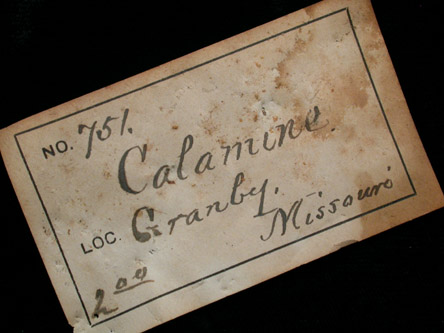 NO. 751.
Calamine.
LOC. Granby.
Missouri
2.00